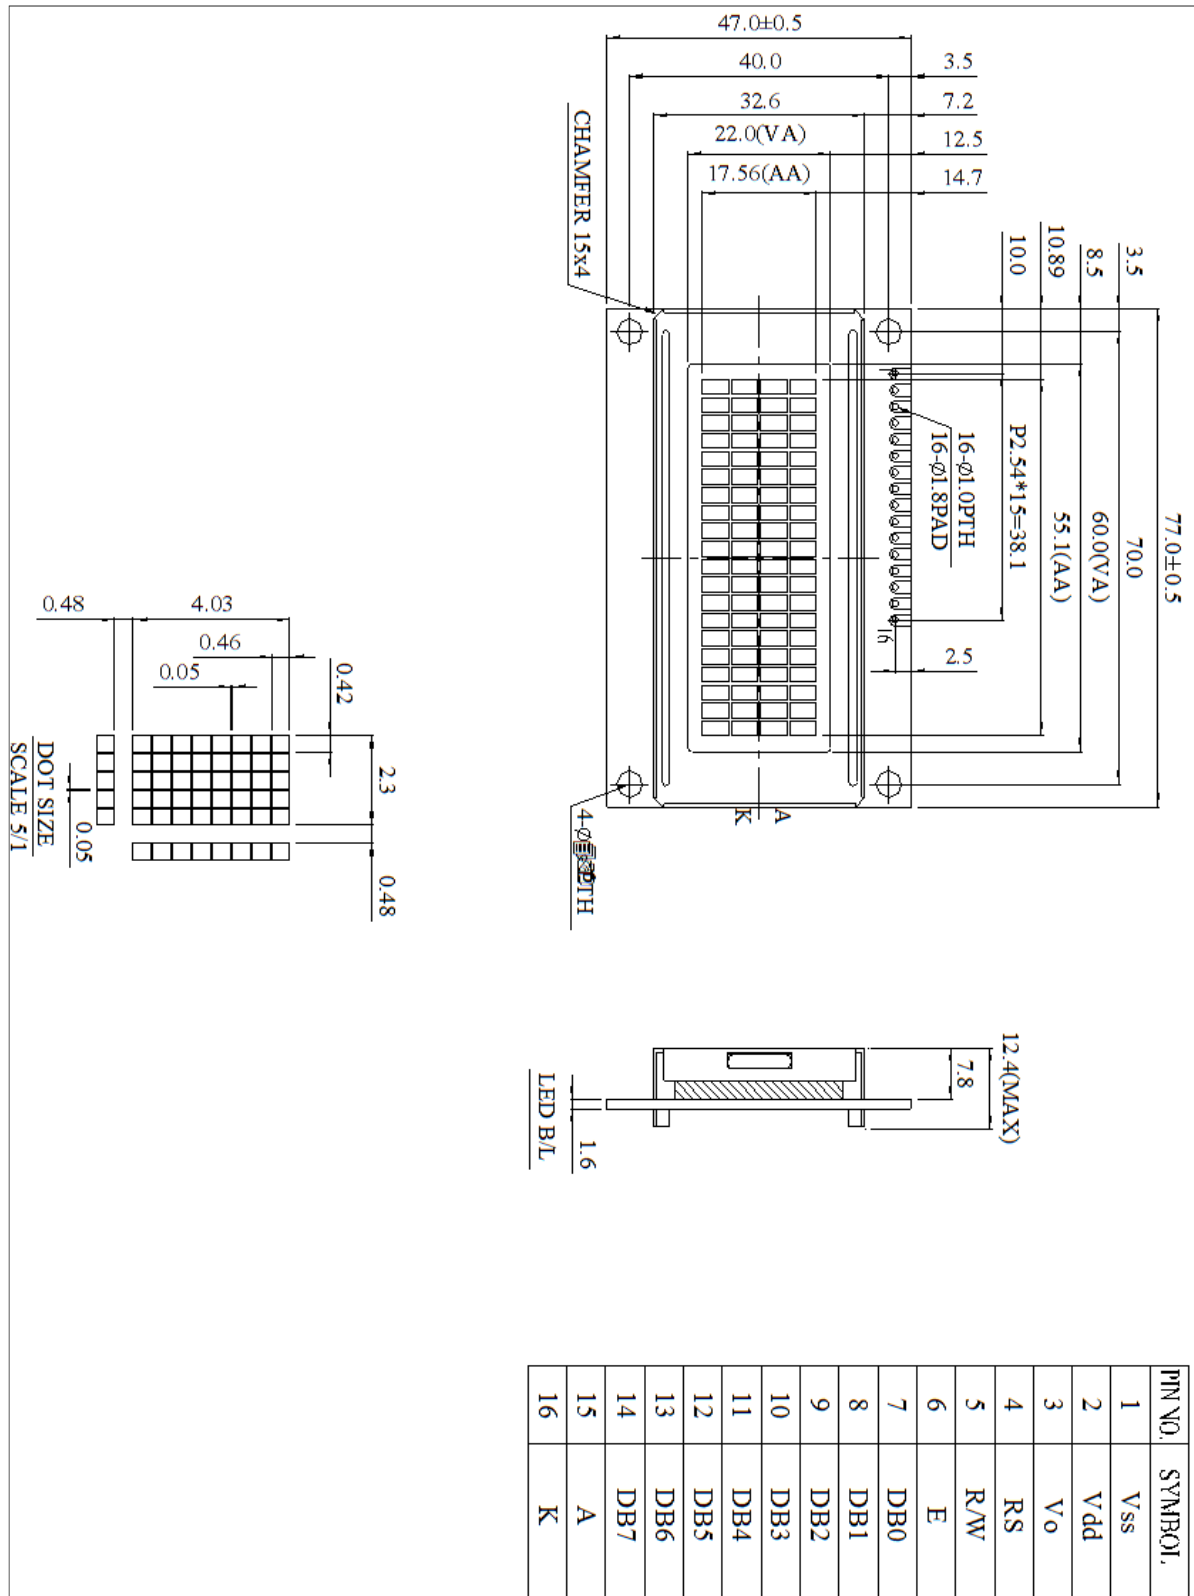 47.0±0.5
40.0
3.5
32.6
7.2
22.0(VA)
12.5
17.56(AA)
14.7
CHAMFER 15x4
3.5
8.5
10.89
10.0
77.0±0.5
70.0
60.0(VA)
55.1(AA)
P2.54*15=38.1
16-Ø1.0PTH
16-Ø1.8PAD
1
16
2.5
A
K
4-Ø PTH
0.48
4.03
0.46
0.05
0.42
2.3
0.48
0.05
DOT SIZE
SCALE 5/1
12.4(MAX)
7.8
1.6
LED B/L
PIN NO. SYMBOL
1 Vss
2 Vdd
3 Vo
4 RS
5 R/W
6 E
7 DB0
8 DB1
9 DB2
10 DB3
11 DB4
12 DB5
13 DB6
14 DB7
15 A
16 K